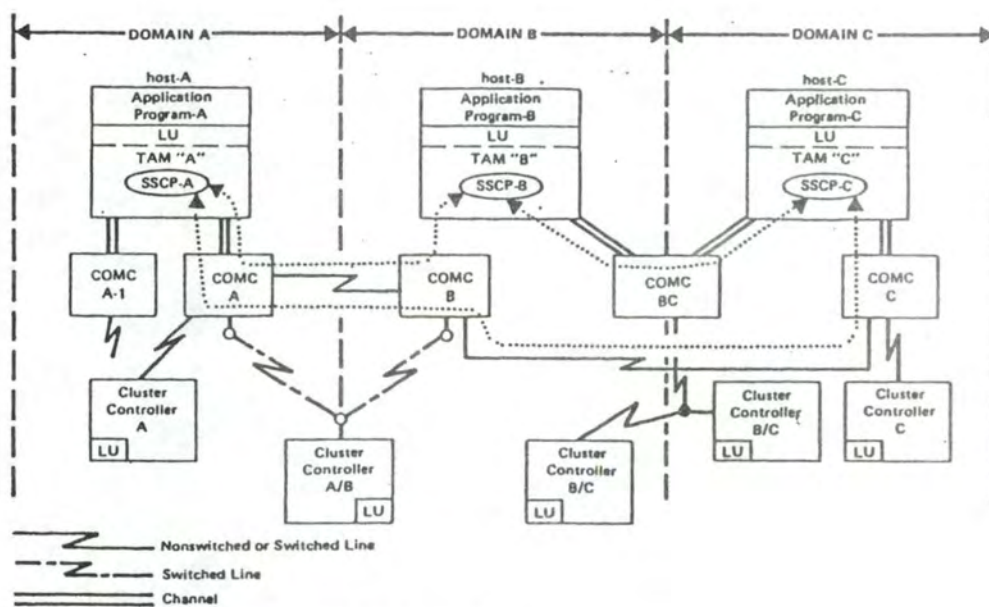 DOMAIN A
DOMAIN B
DOMAIN C
host-A
Application
Program-A
LU
TAM "A"
SSCP-A
host-B
Application
Program-B
LU
TAM "B"
SSCP-B
host-C
Application
Program-C
LU
TAM "C"
SSCP-C
COMC
A-1
COMC
A
COMC
B
COMC
BC
COMC
C
Cluster
Controller
A
LU
Cluster
Controller
A/B
LU
Cluster
Controller
B/C
LU
Cluster
Controller
B/C
LU
Cluster
Controller
C
LU
Nonswitched or Switched Line
Switched Line
Channel